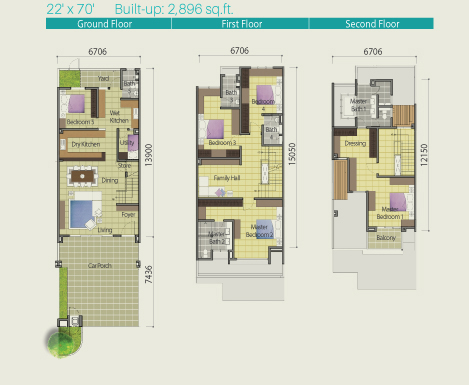 22' x 70' Built-up: 2,896 sq.ft.
Ground Floor First Floor Second Floor
6706
Yard
Bath
Bedroom 5
Wet
Kitchen
Dry Kitchen
Utility
Store
Dining
Foyer
Living
Car Porch
13900
7436
6706
Bath
Bedroom
4
Bedroom 3
Bath
4
Family Hall
Master
Bath 2
Master
Bedroom 2
15050
6706
Master
Bath 1
Dressing
Master
Bedroom 1
Balcony
12150